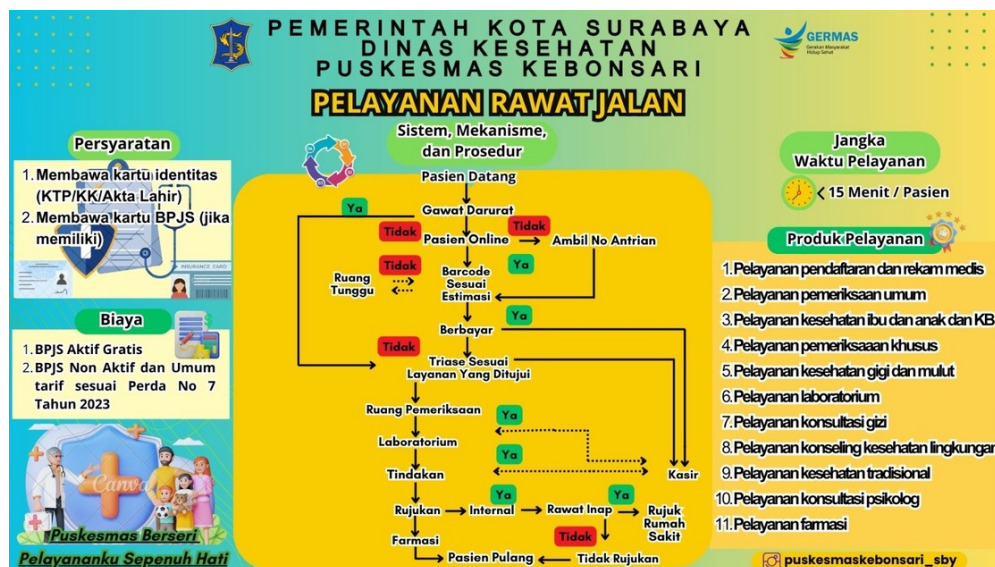 PEMERINTAH KOTA SURABAYA
DINAS KESEHATAN
PUSKESMAS KEBONSARI
GERMAS
Gerakan Masyarakat
Hidup Sehat
PELAYANAN RAWAT JALAN
Persyaratan
1. Membawa kartu identitas
(KTP/KK/Akta Lahir)
2. Membawa kartu BPJS (jika
memiliki)
INSURANCE CARD
Biaya
1. BPJS Aktif Gratis
2. BPJS Non Aktif dan Umum
tarif sesuai Perda No 7
Tahun 2023
Canva
Puskesmas Berseri
Pelayananku Sepenuh Hati
Sistem, Mekanisme,
dan Prosedur
Pasien Datang
Ya
Gawat Darurat
Tidak
Tidak
Pasien Online
Ambil No Antrian
Tidak
Ya
Ruang
Tunggu
Barcode
Sesuai
Estimasi
Ya
Berbayar
Tidak
Triase Sesuai
Layanan Yang Ditujui
Ruang Pemeriksaan
Ya
Laboratorium
Ya
Tindakan
Kasir
Ya
Ya
Rujukan
Internal
Rawat Inap
Rujuk
Rumah
Sakit
Tidak
Farmasi
Pasien Pulang
Tidak Rujukan
Jangka
Waktu Pelayanan
< 15 Menit / Pasien
Produk Pelayanan
1. Pelayanan pendaftaran dan rekam medis
2. Pelayanan pemeriksaan umum
3. Pelayanan kesehatan ibu dan anak dan KB
4. Pelayanan pemeriksaaan khusus
5. Pelayanan kesehatan gigi dan mulut
6. Pelayanan laboratorium
7. Pelayanan konsultasi gizi
8. Pelayanan konseling kesehatan lingkungan
9. Pelayanan kesehatan tradisional
10. Pelayanan konsultasi psikolog
11. Pelayanan farmasi
puskesmaskebonsari_sby